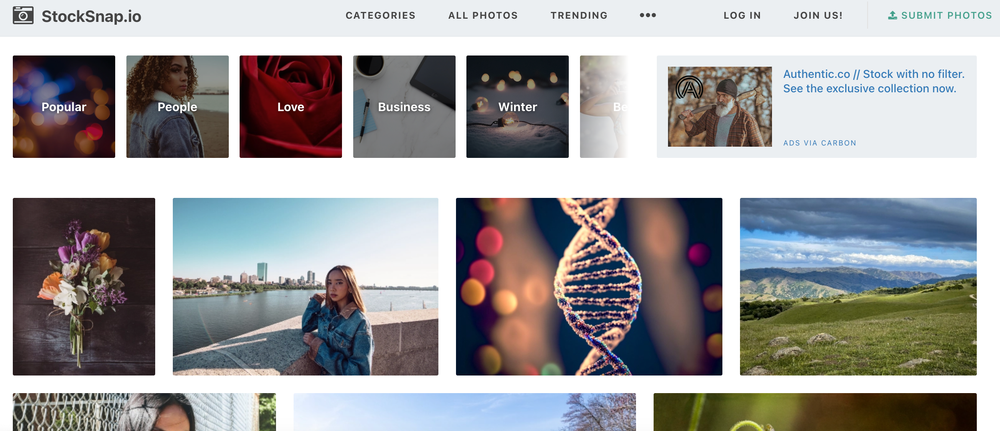 StockSnap.io
CATEGORIES
ALL PHOTOS
TRENDING
•••
LOG IN
JOIN US!
SUBMIT PHOTOS
Popular
People
Love
Business
Winter
Authentic.co // Stock with no filter.
See the exclusive collection now.
ADS VIA CARBON